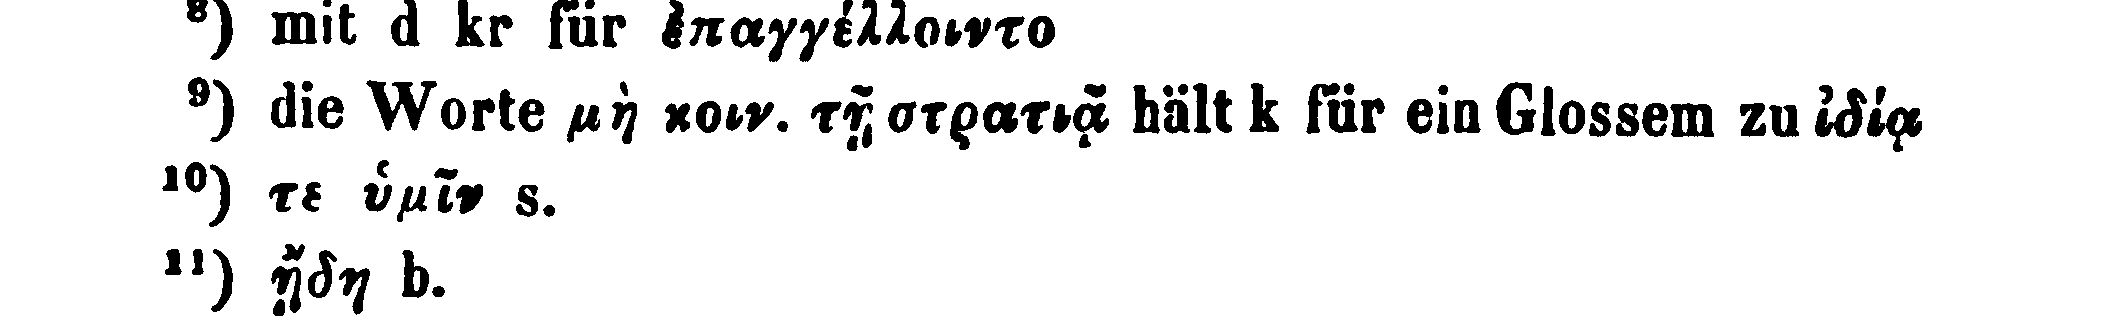 ⁸) mit d kr für ἐπαγγέλλοιντο
⁹) die Worte μὴ κοιν. τῇ στρατιᾷ hält k für ein Glossem zu ἰδίᾳ
¹⁰) τε ὑμῖν s.
¹¹) ᾔδη b.